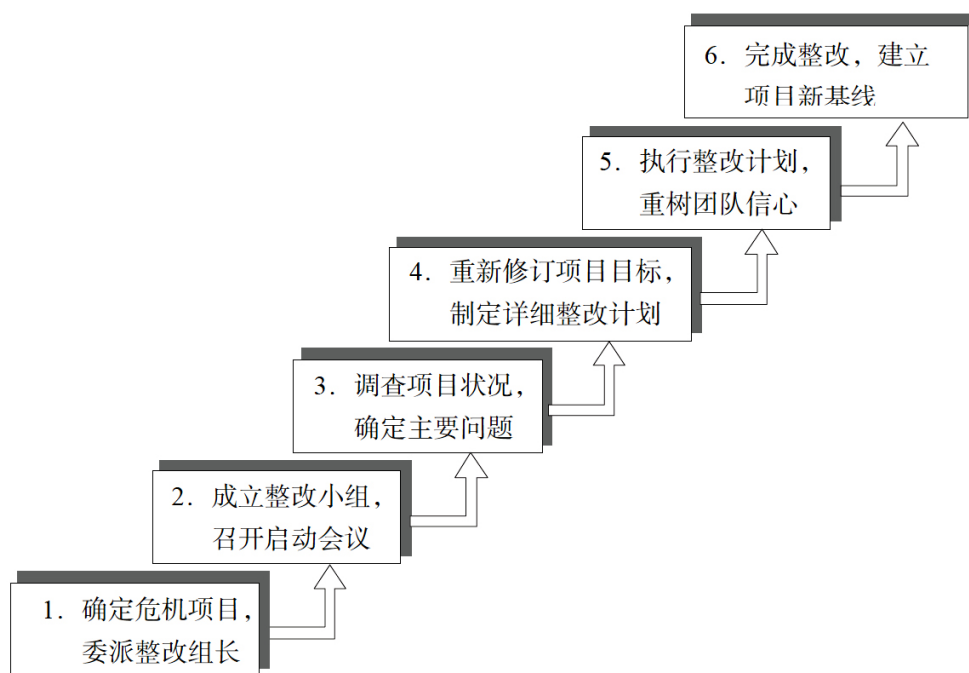 6. 完成整改，建立
项目新基线
5. 执行整改计划，
重树团队信心
4. 重新修订项目目标，
制定详细整改计划
3. 调查项目状况，
确定主要问题
2. 成立整改小组，
召开启动会议
1. 确定危机项目，
委派整改组长